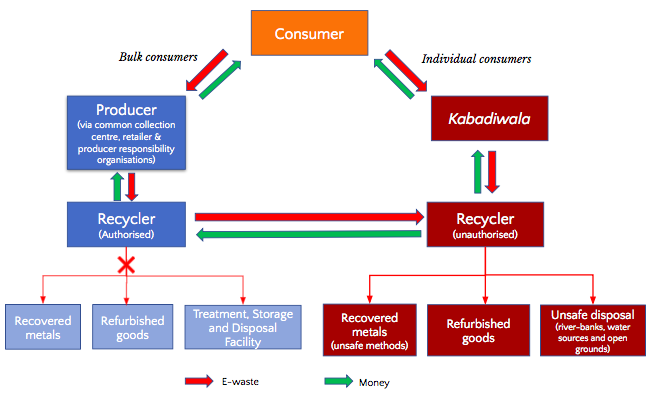 Consumer
Bulk consumers
Individual consumers
Producer
(via common collection
centre, retailer &
producer responsibility
organisations)
Kabadiwala
Recycler
(Authorised)
Recycler
(unauthorised)
Recovered
metals
Refurbished
goods
Treatment, Storage
and Disposal
Facility
Recovered
metals
(unsafe methods)
Refurbished
goods
Unsafe disposal
(river-banks, water
sources and open
grounds)
E-waste
Money